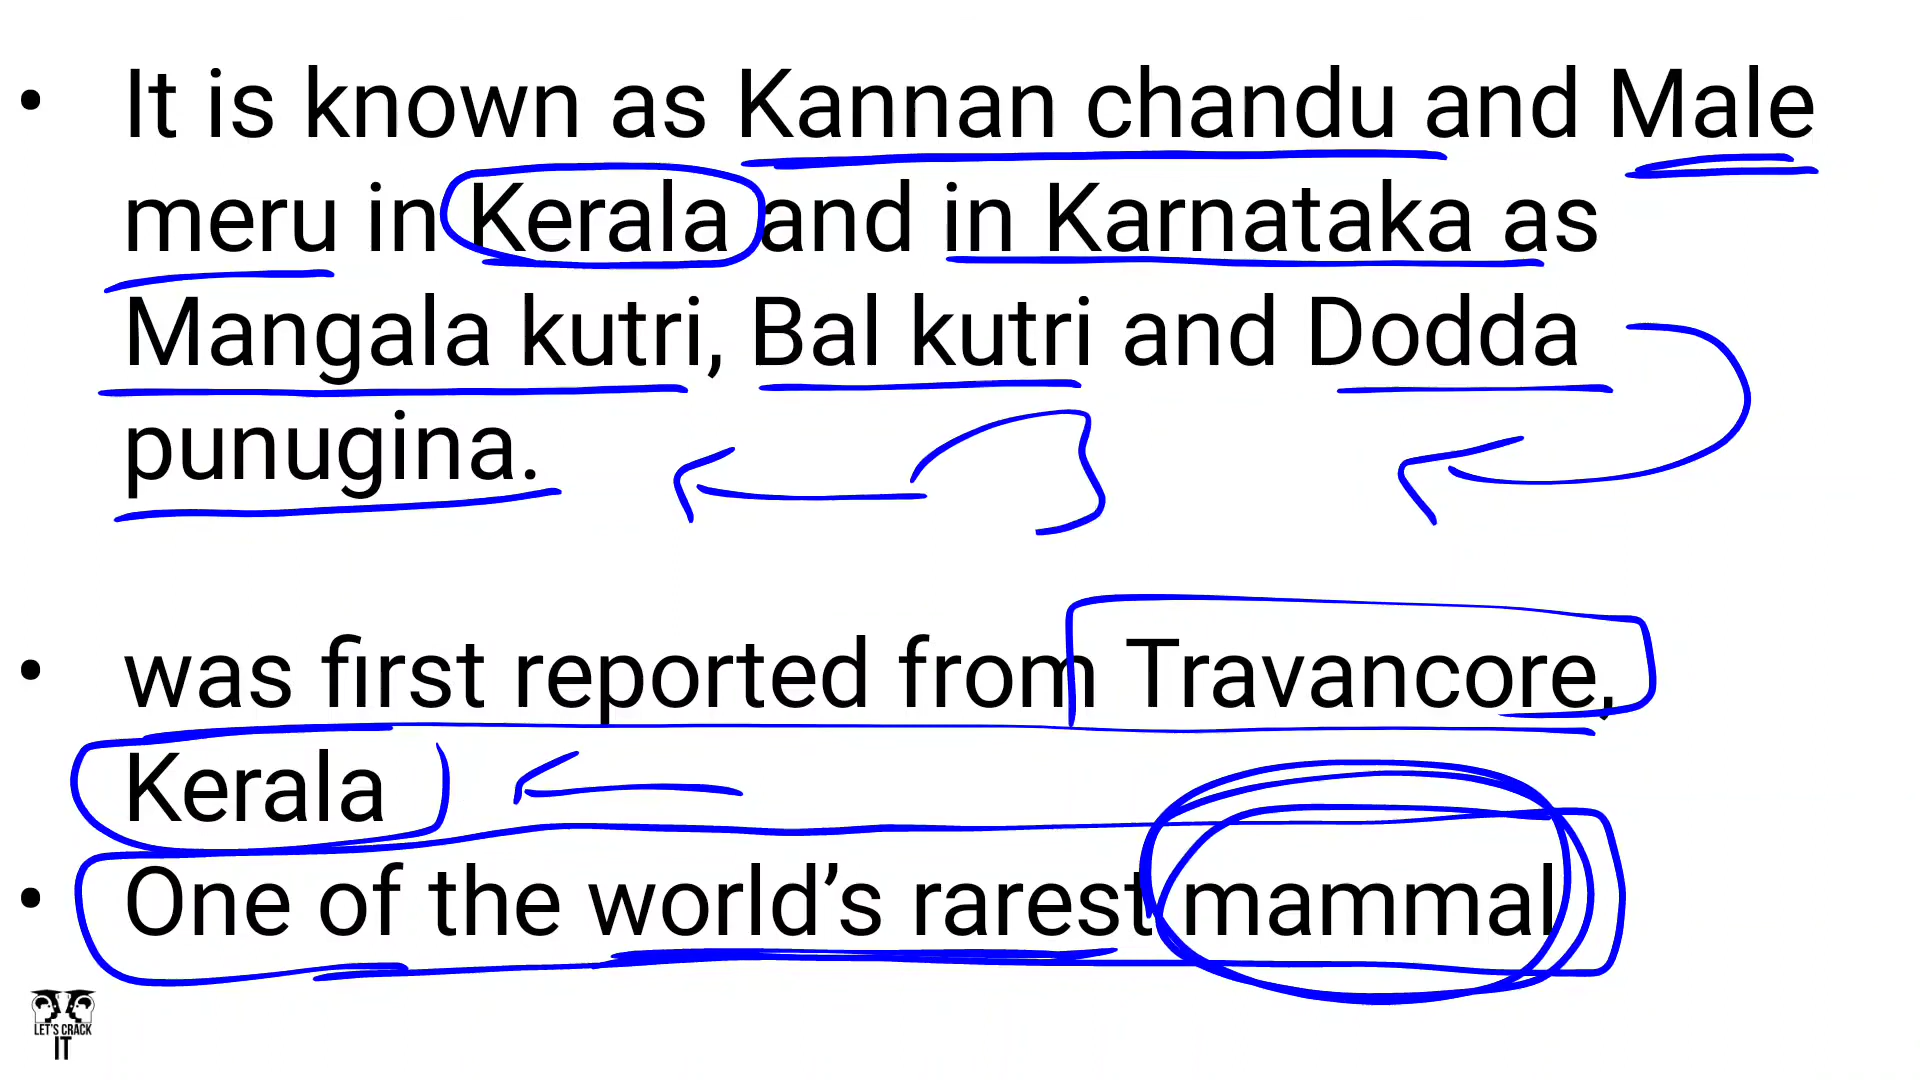 • It is known as Kannan chandu and Male
meru in Kerala and in Karnataka as
Mangala kutri, Bal kutri and Dodda
punugina.
• was first reported from Travancore,
Kerala
• One of the world’s rarest mammal
LET'S CRACK
IT